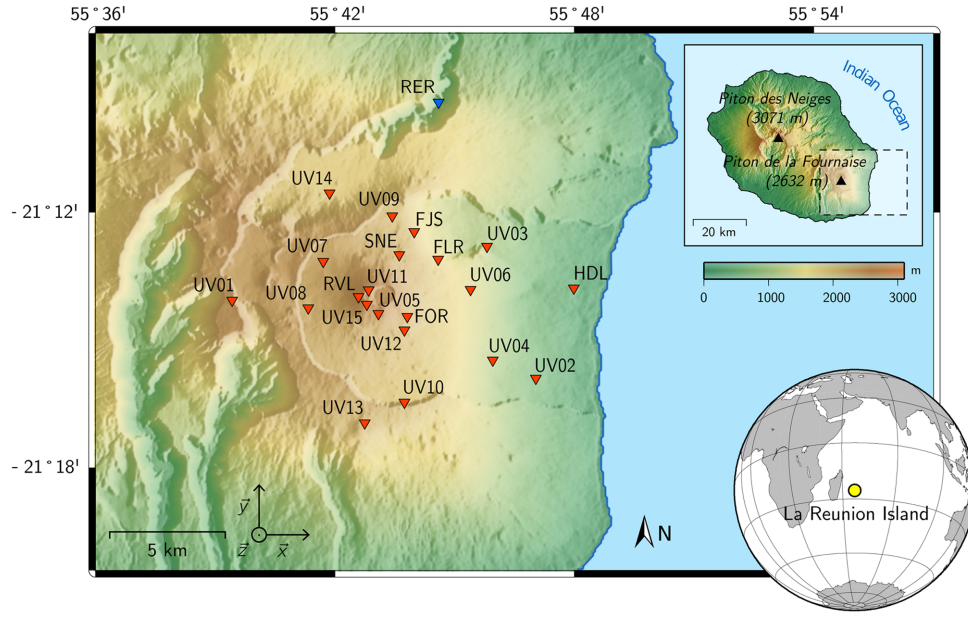 55°36' 55°42' 55°48' 55°54'
Indian Ocean
RER
Piton des Neiges
(3071 m)
Piton de la Fournaise
(2632 m)
UV14
- 21°12'
UV09
FJS
20 km
UV03
SNE
FLR
UV07
m
UV11
UV06
HDL
RVL
UV01
UV08
0 1000 2000 3000
UV05
UV15
FOR
UV12
UV04
UV02
UV10
UV13
- 21°18'
y
La Reunion Island
N
5 km
z x